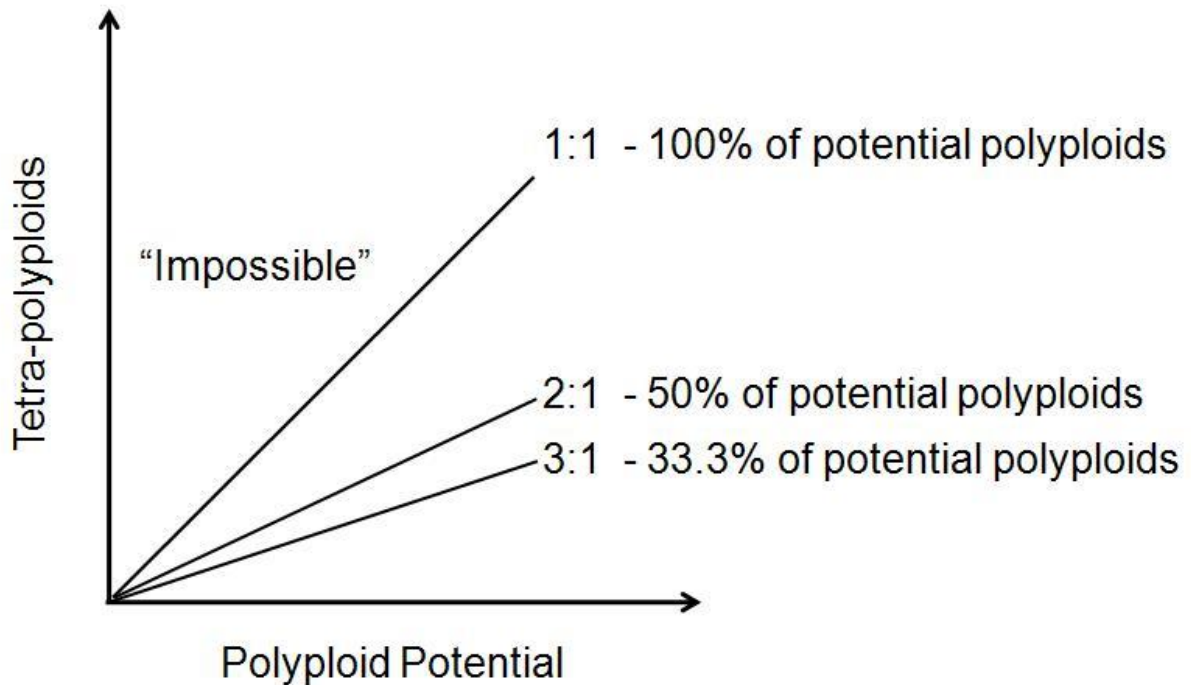 Tetra-polyploids
1:1 - 100% of potential polyploids
“Impossible”
2:1 - 50% of potential polyploids
3:1 - 33.3% of potential polyploids
Polyploid Potential